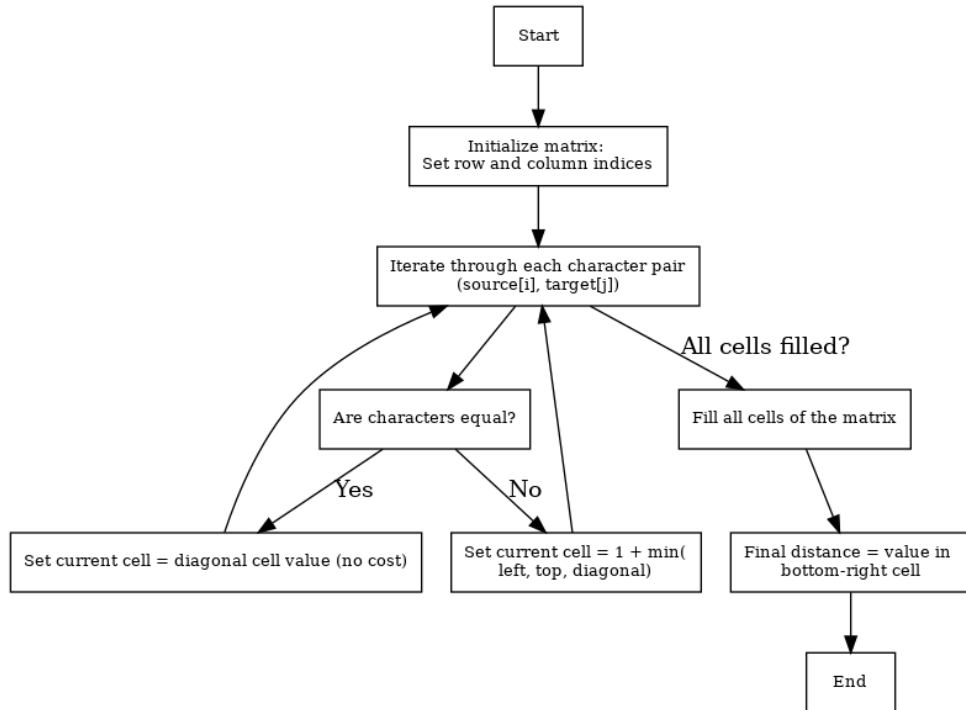 Start
Initialize matrix:
Set row and column indices
Iterate through each character pair
(source[i], target[j])
All cells filled?
Are characters equal?
Fill all cells of the matrix
Yes
No
Set current cell = diagonal cell value (no cost)
Set current cell = 1 + min(
left, top, diagonal)
Final distance = value in
bottom-right cell
End